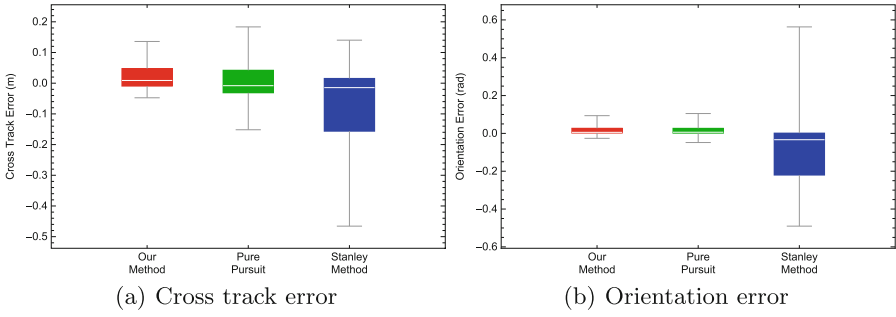 0.2
0.1
0.0
−0.1
−0.2
−0.3
−0.4
−0.5
Cross Track Error (m)
Our
Method
Pure
Pursuit
Stanley
Method
(a) Cross track error
0.6
0.4
0.2
0.0
−0.2
−0.4
−0.6
Orientation Error (rad)
Our
Method
Pure
Pursuit
Stanley
Method
(b) Orientation error